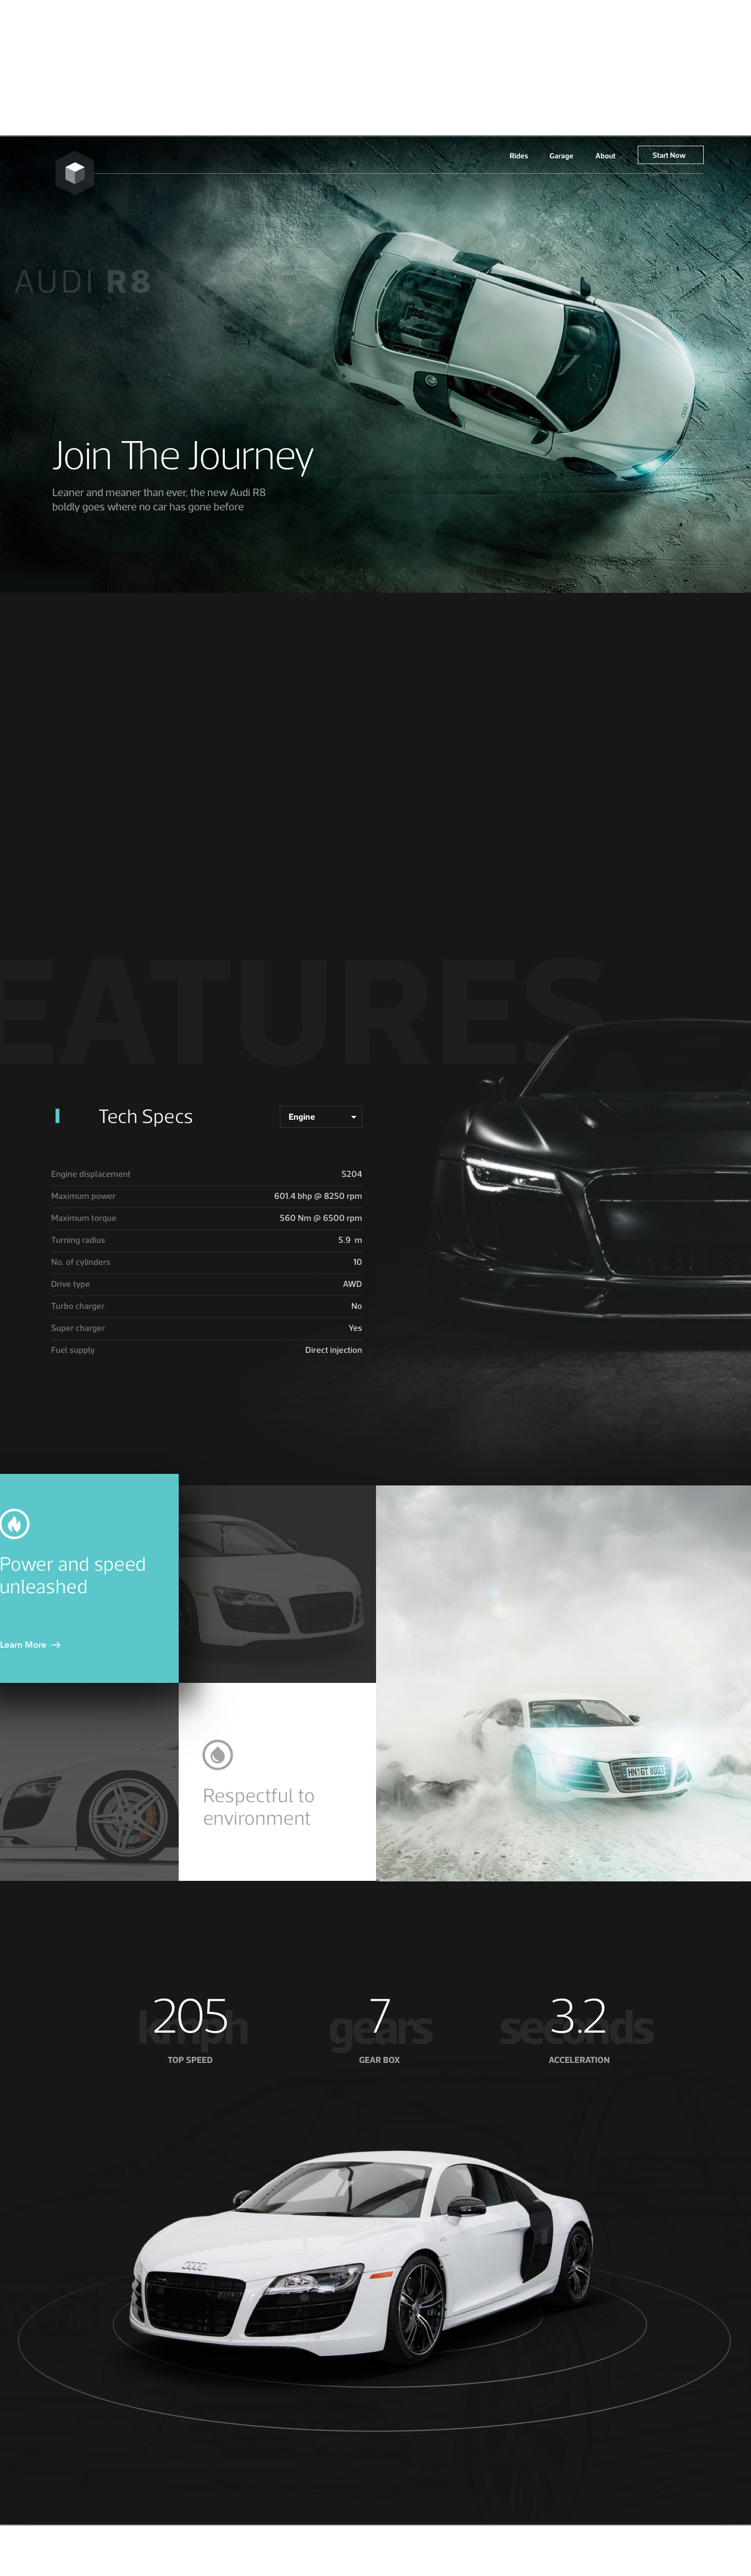 Rides Garage About Start Now
AUDI R8
Join The Journey
Leaner and meaner than ever, the new Audi R8
boldly goes where no car has gone before
EATURES
Tech Specs
Engine
Engine displacement 5204
Maximum power 601.4 bhp @ 8250 rpm
Maximum torque 560 Nm @ 6500 rpm
Turning radius 5.9 m
No. of cylinders 10
Drive type AWD
Turbo charger No
Super charger Yes
Fuel supply Direct injection
Power and speed
unleashed
Learn More
Respectful to
environment
HN GT 8003
205 7 3.2
kmph gears seconds
TOP SPEED GEAR BOX ACCELERATION